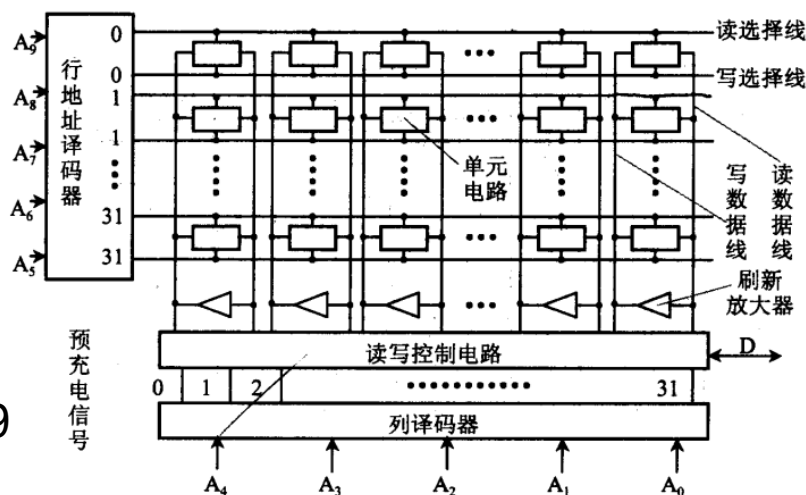 A9
A8
A7
A6
A5
行地址译码器
0
0
1
1
31
31
读选择线
写选择线
单元
电路
写数据线
读数据线
刷新
放大器
预充电信号
读写控制电路
D
0
1
2
31
列译码器
A4
A3
A2
A1
A0
9